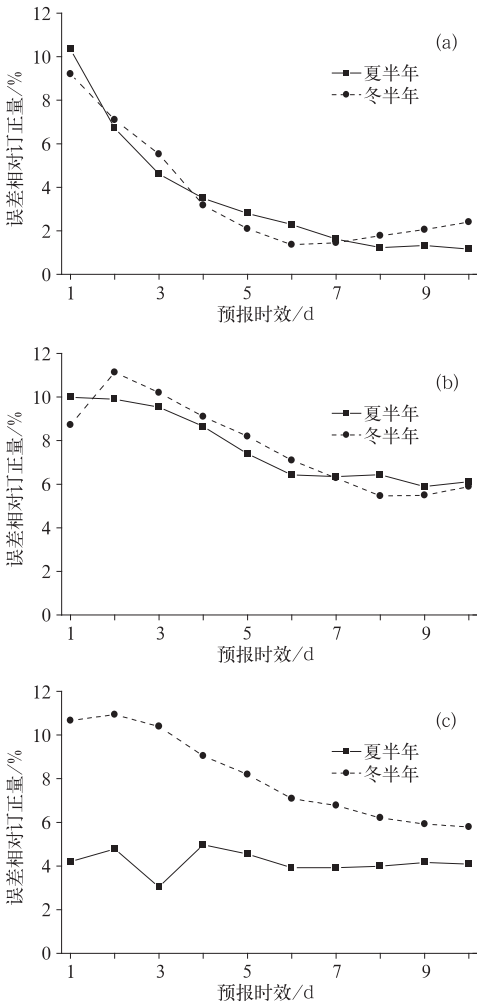 12
10
8
6
4
2
0
误差相对订正量/%
(a)
夏半年
冬半年
1 3 5 7 9
预报时效/d
12
10
8
6
4
2
0
误差相对订正量/%
(b)
夏半年
冬半年
1 3 5 7 9
预报时效/d
12
10
8
6
4
2
0
误差相对订正量/%
(c)
夏半年
冬半年
1 3 5 7 9
预报时效/d